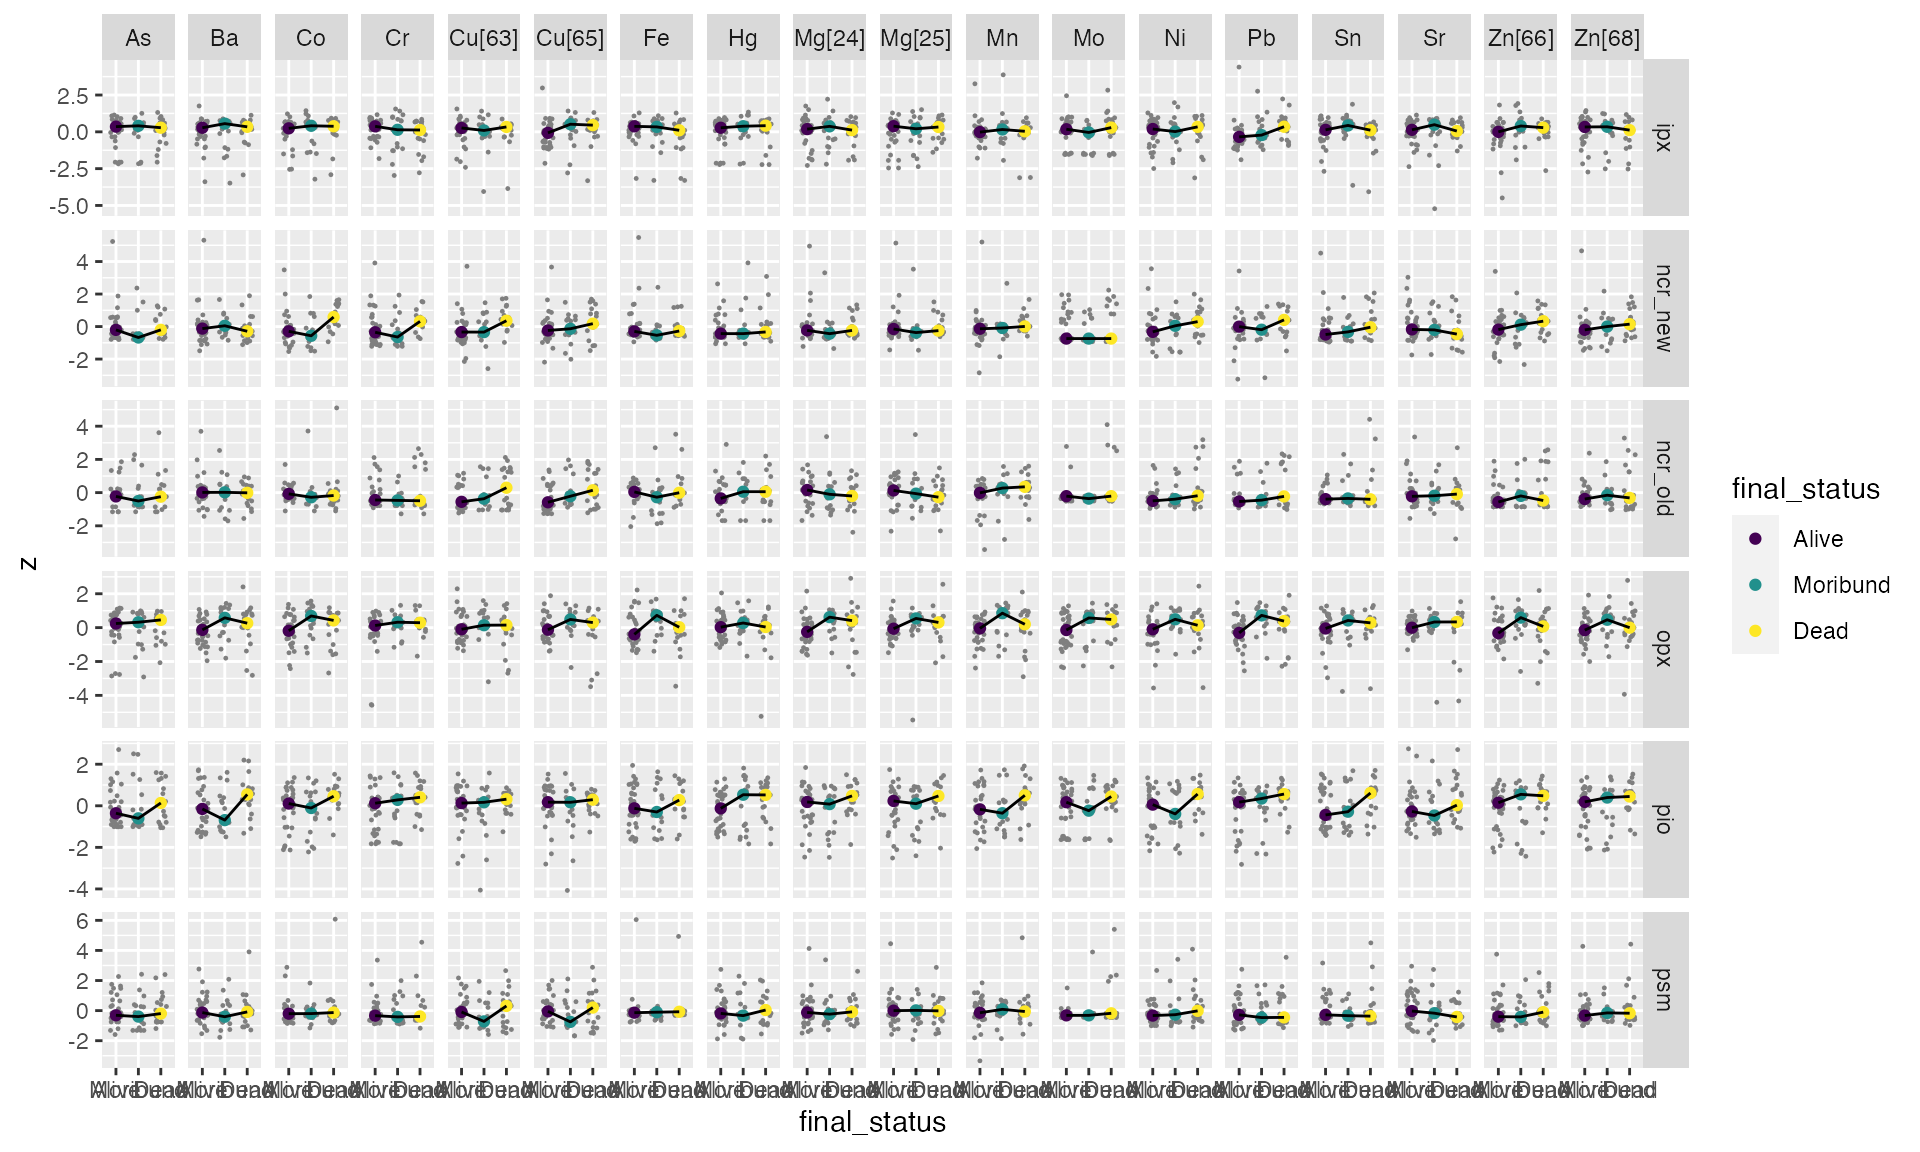 As Ba Co Cr Cu[63] Cu[65] Fe Hg Mg[24] Mg[25] Mn Mo Ni Pb Sn Sr Zn[66] Zn[68]
2.5
0.0
-2.5
-5.0
ipx
4
2
0
-2
ncr_new
4
2
0
-2
ncr_old
2
0
-2
-4
opx
2
0
-2
-4
pio
6
4
2
0
-2
psm
z
final_status
final_status
Alive
Moribund
Dead